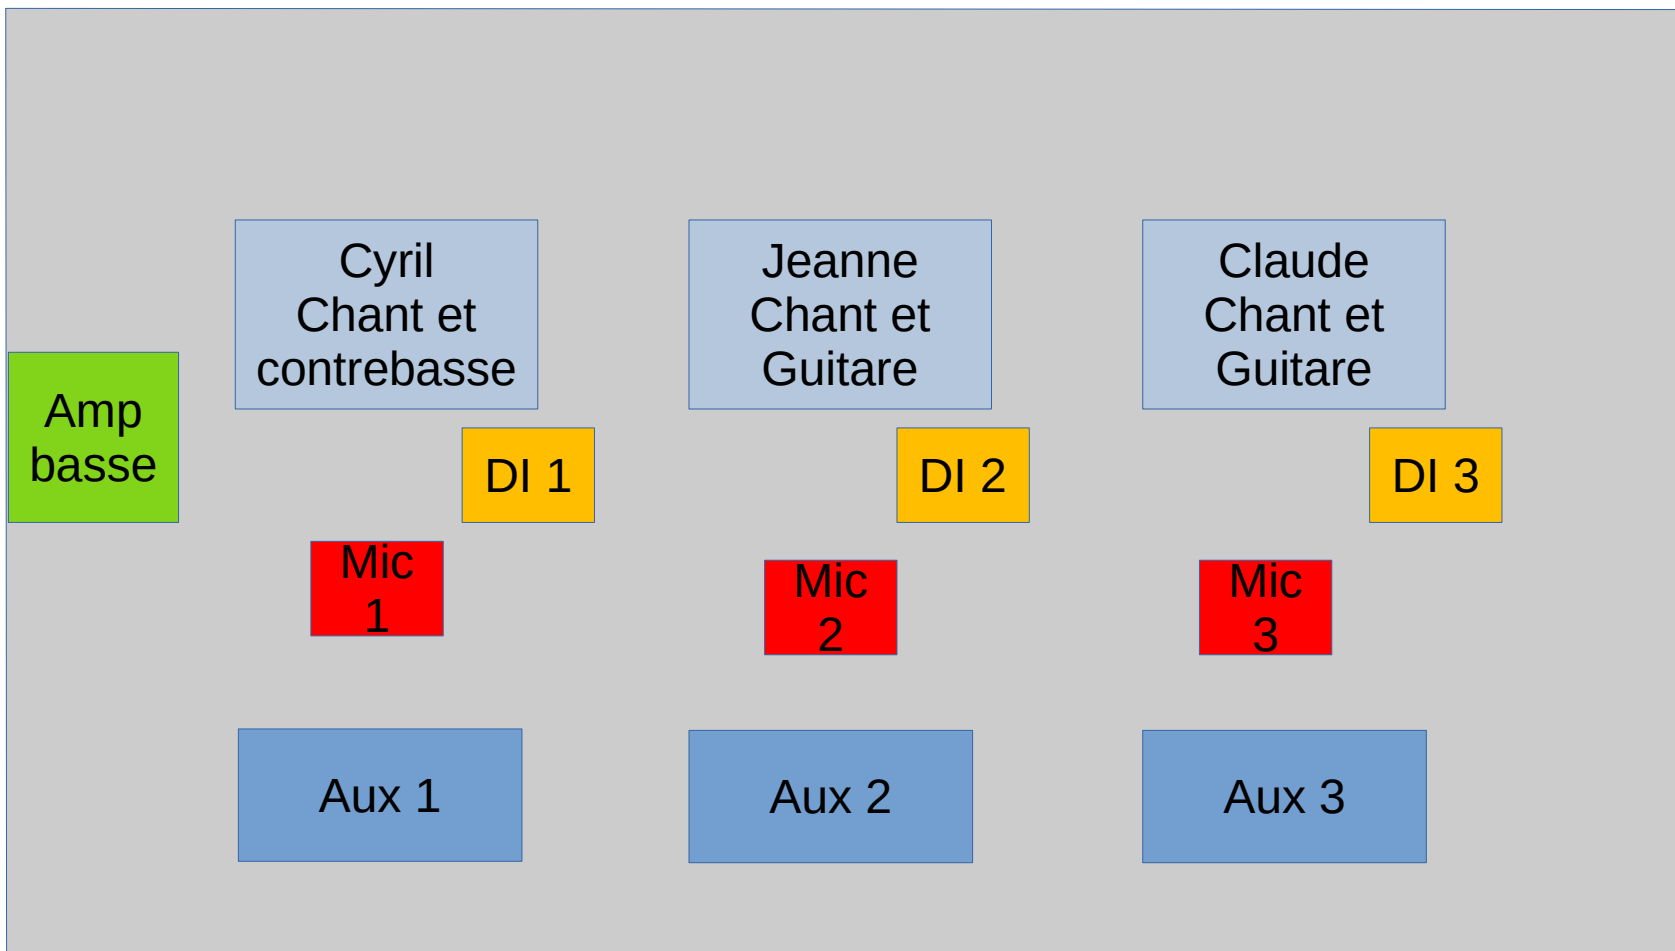 Cyril
Chant et
contrebasse
Jeanne
Chant et
Guitare
Claude
Chant et
Guitare
Amp
basse
DI 1
DI 2
DI 3
Mic
1
Mic
2
Mic
3
Aux 1
Aux 2
Aux 3